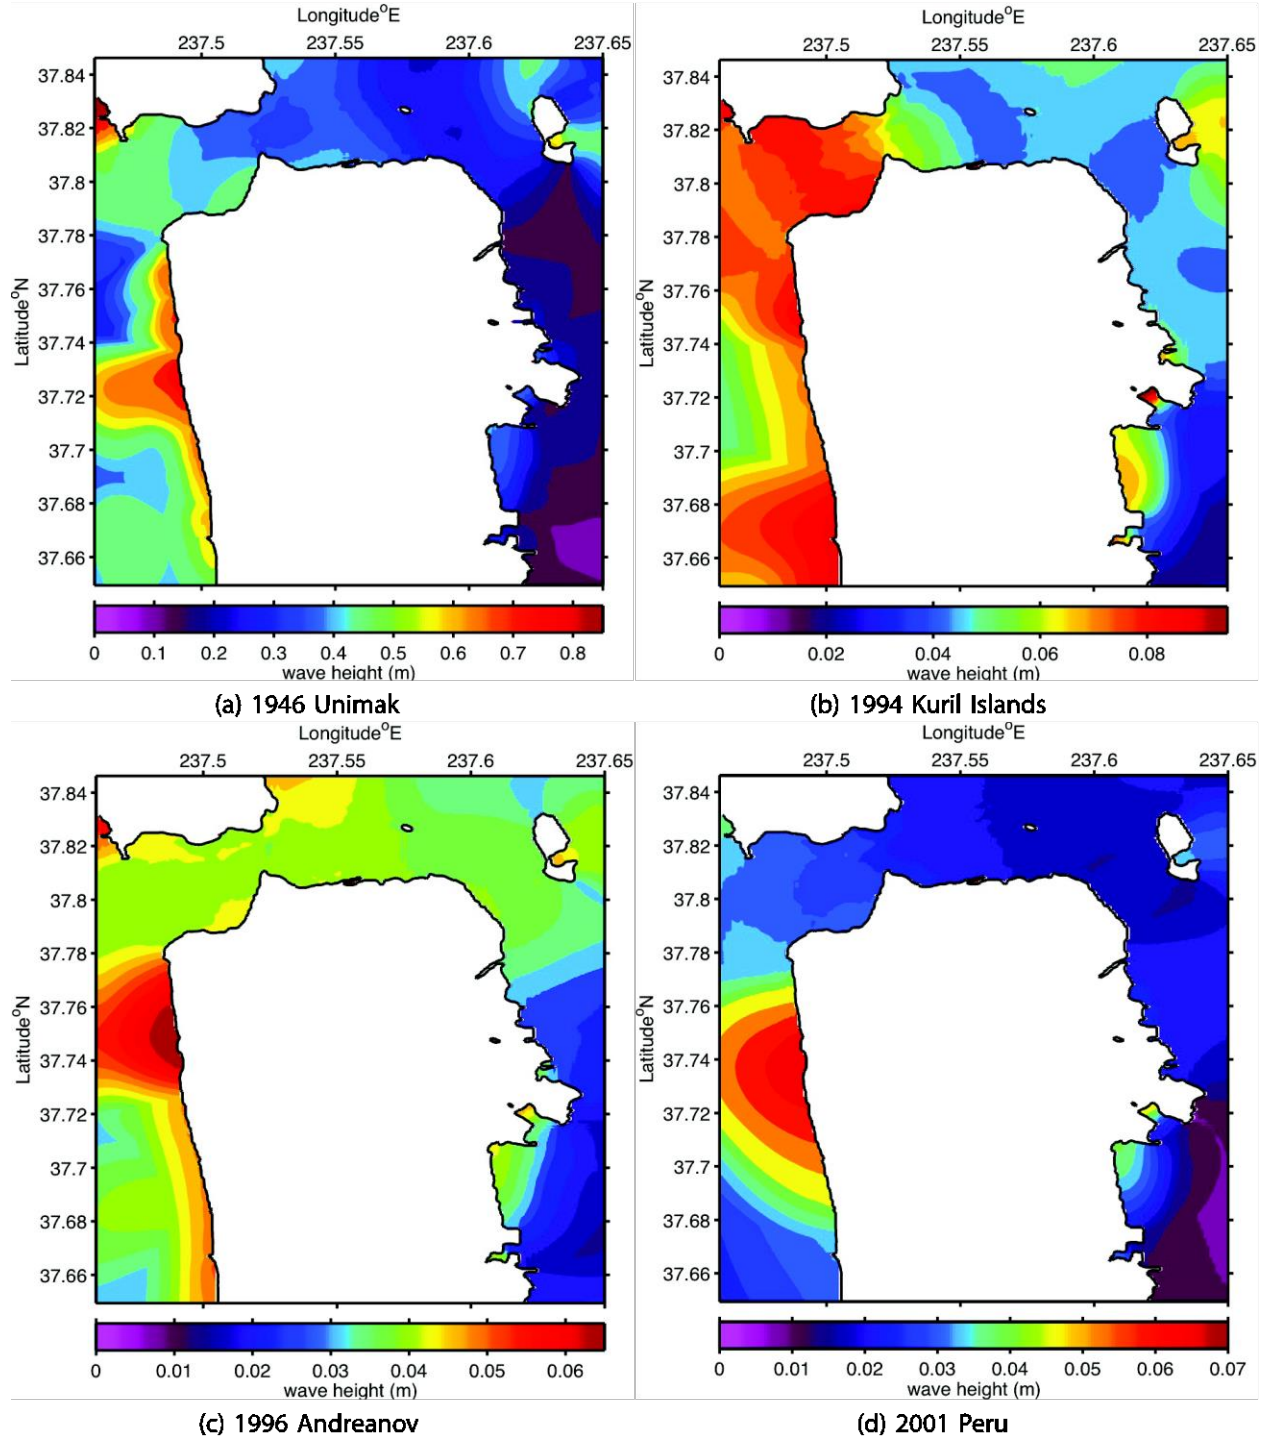 Longitude°E
237.5 237.55 237.6 237.65
37.84
37.82
37.8
37.78
37.76
37.74
37.72
37.7
37.68
37.66
Latitude°N
0 0.1 0.2 0.3 0.4 0.5 0.6 0.7 0.8
wave height (m)
(a) 1946 Unimak
Longitude°E
237.5 237.55 237.6 237.65
37.84
37.82
37.8
37.78
37.76
37.74
37.72
37.7
37.68
37.66
Latitude°N
0 0.02 0.04 0.06 0.08
wave height (m)
(b) 1994 Kuril Islands
Longitude°E
237.5 237.55 237.6 237.65
37.84
37.82
37.8
37.78
37.76
37.74
37.72
37.7
37.68
37.66
Latitude°N
0 0.01 0.02 0.03 0.04 0.05 0.06
wave height (m)
(c) 1996 Andreanov
Longitude°E
237.5 237.55 237.6 237.65
37.84
37.82
37.8
37.78
37.76
37.74
37.72
37.7
37.68
37.66
Latitude°N
0 0.01 0.02 0.03 0.04 0.05 0.06 0.07
wave height (m)
(d) 2001 Peru